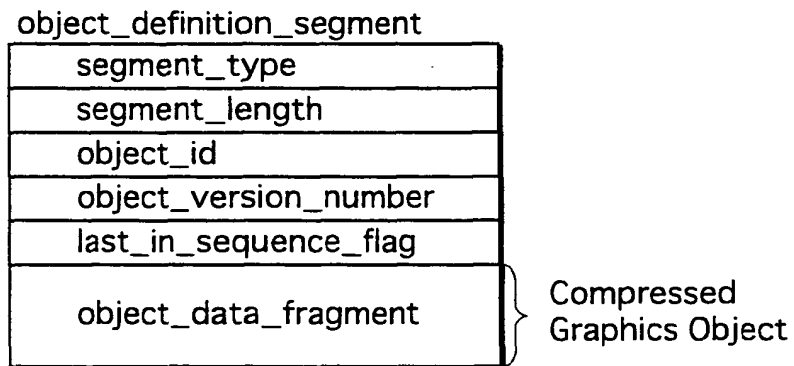 object_definition_segment
segment_type
segment_length
object_id
object_version_number
last_in_sequence_flag
object_data_fragment
Compressed
Graphics Object